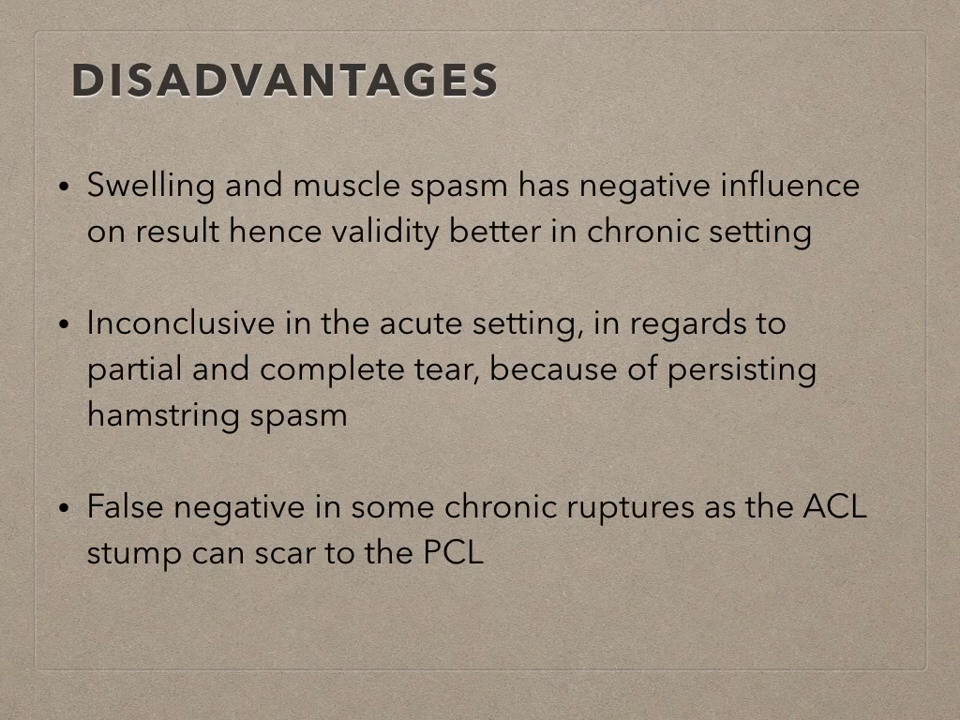 DISADVANTAGES
• Swelling and muscle spasm has negative influence
on result hence validity better in chronic setting
• Inconclusive in the acute setting, in regards to
partial and complete tear, because of persisting
hamstring spasm
• False negative in some chronic ruptures as the ACL
stump can scar to the PCL